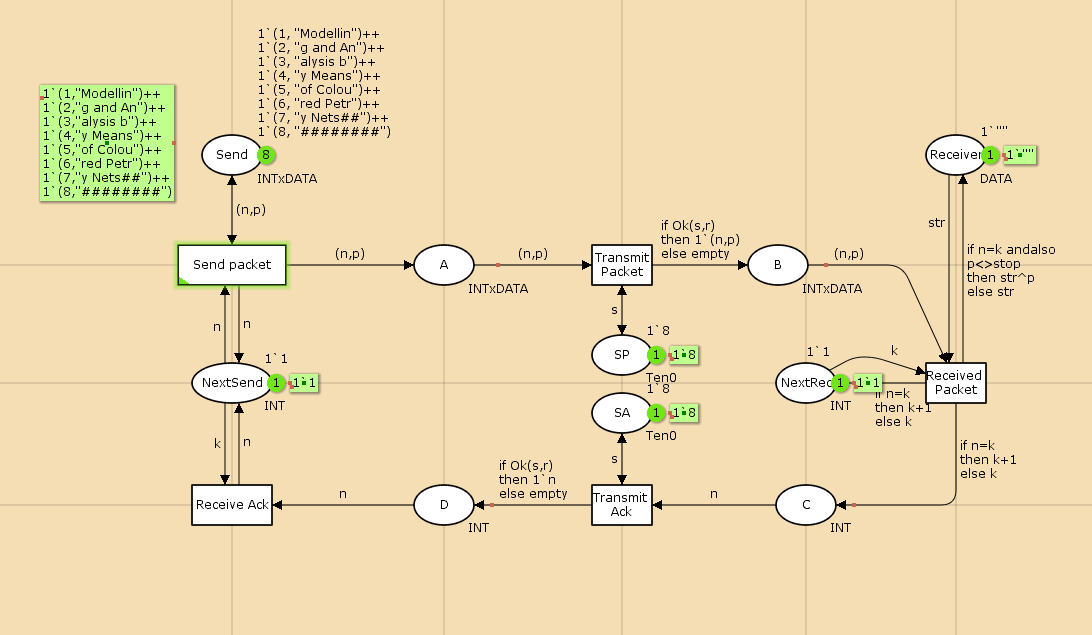 1`(1, "Modellin")++
1`(2, "g and An")++
1`(3, "alysis b")++
1`(4, "y Means")++
1`(5, "of Colou")++
1`(6, "red Petr")++
1`(7, "y Nets##")++
1`(8, "########")
1`(1,"Modellin")++
1`(2,"g and An")++
1`(3,"alysis b")++
1`(4,"y Means")++
1`(5,"of Colou")++
1`(6,"red Petr")++
1`(7,"y Nets##")++
1`(8,"########")
Send
8
INTxDATA
1`""
Receiver
1
1`""
DATA
(n,p)
str
Send packet
(n,p)
A
INTxDATA
(n,p)
Transmit
Packet
if Ok(s,r)
then 1`(n,p)
else empty
B
INTxDATA
(n,p)
if n=k andalso
p<>stop
then str^p
else str
n
n
s
1`8
SP
1
1`8
Ten0
1`1
NextSend
1
1`1
INT
1`1
NextRec
1
1`1
INT
k
Received
Packet
if n=k
then k+1
else k
1`8
SA
1
1`8
Ten0
k
n
s
if n=k
then k+1
else k
Receive Ack
n
D
INT
if Ok(s,r)
then 1`n
else empty
Transmit
Ack
n
C
INT